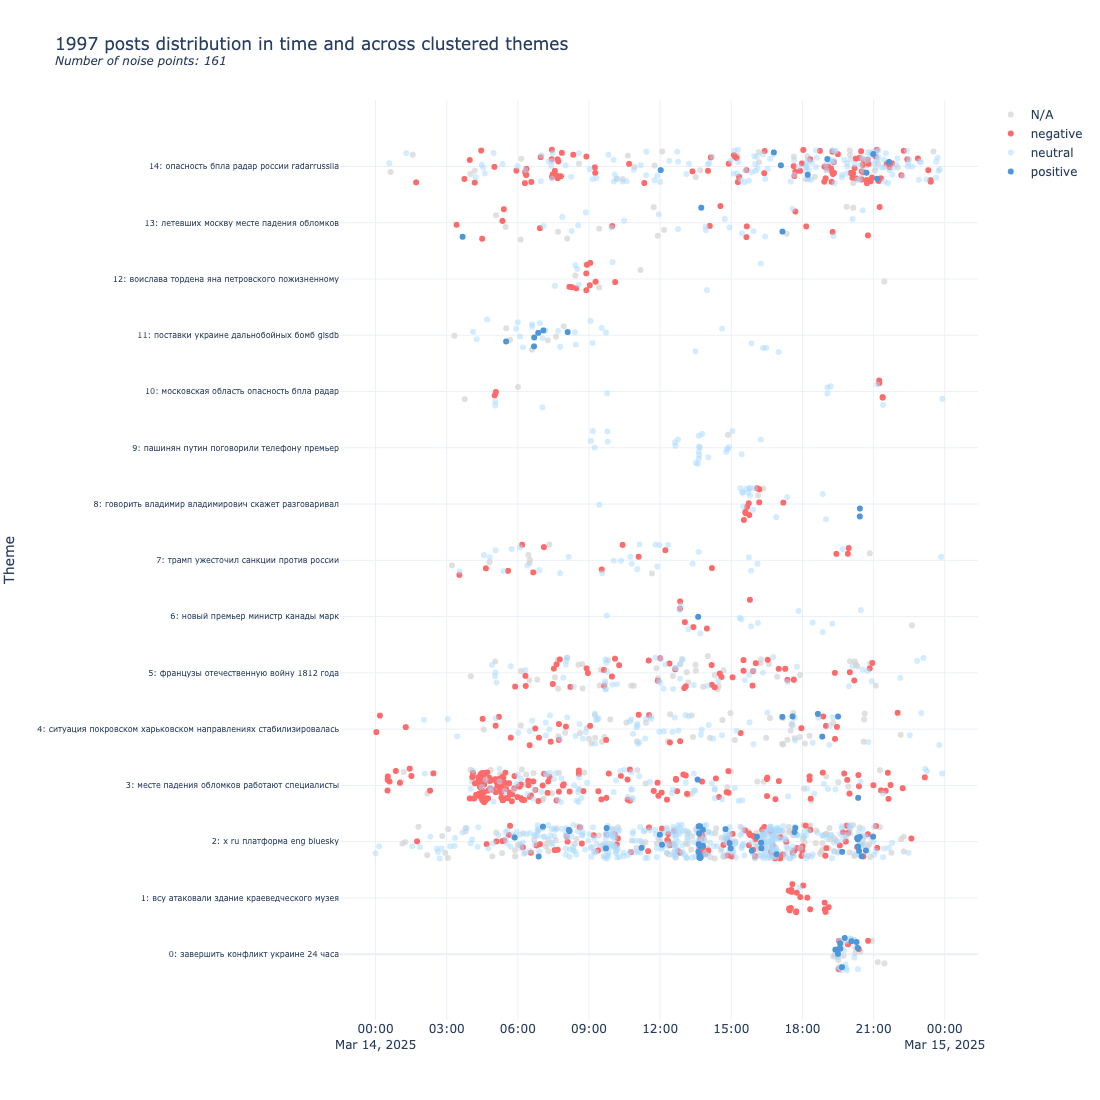 1997 posts distribution in time and across clustered themes
Number of noise points: 161
N/A
negative
neutral
positive
Theme
14: опасность бпла радар россии radarrussiia
13: летевших москву месте падения обломков
12: воислава тордена яна петровского пожизненному
11: поставки украине дальнобойных бомб glsdb
10: московская область опасность бпла радар
9: пашинян путин поговорили телефону премьер
8: говорить владимир владимирович скажет разговаривал
7: трамп ужесточил санкции против россии
6: новый премьер министр канады марк
5: французы отечественную войну 1812 года
4: ситуация покровском харьковском направлениях стабилизировалась
3: месте падения обломков работают специалисты
2: x ru платформа eng bluesky
1: всу атаковали здание краеведческого музея
0: завершить конфликт украине 24 часа
00:00 03:00 06:00 09:00 12:00 15:00 18:00 21:00 00:00
Mar 14, 2025 Mar 15, 2025